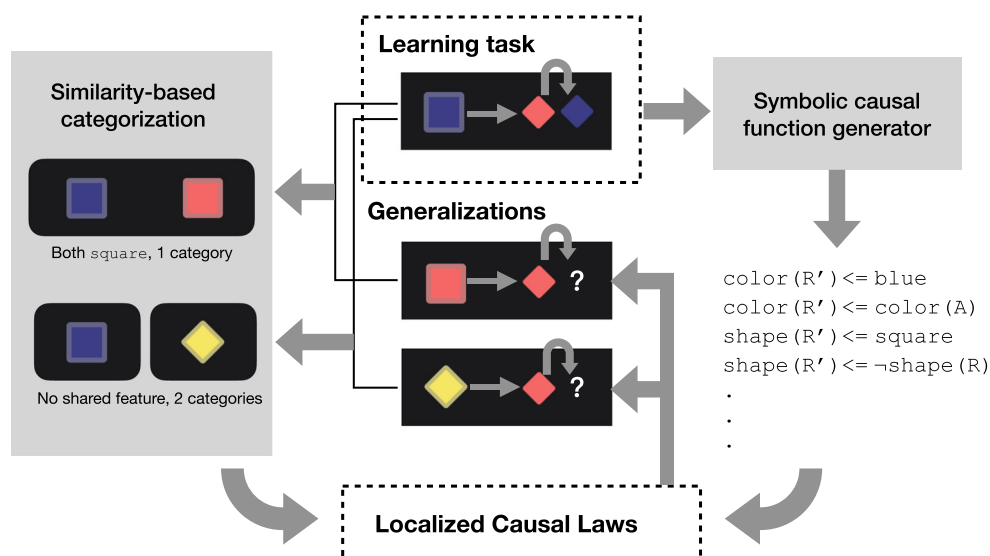 Learning task
Similarity-based
categorization
Symbolic causal
function generator
Generalizations
Both square, 1 category
?
color(R’)<= blue
color(R’)<= color(A)
shape(R’)<= square
shape(R’)<= ¬shape(R)
.
.
.
?
No shared feature, 2 categories
Localized Causal Laws